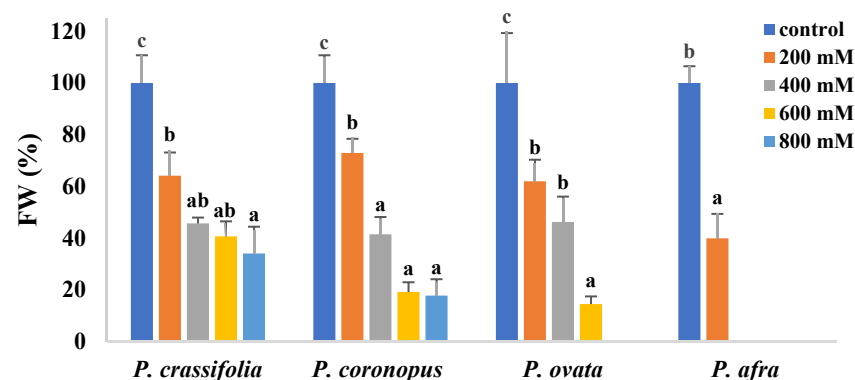 120
100
80
60
40
20
0
FW (%)
c
b
ab
ab
a
c
b
a
a
a
c
b
b
a
b
a
control
200 mM
400 mM
600 mM
800 mM
P. crassifolia
P. coronopus
P. ovata
P. afra